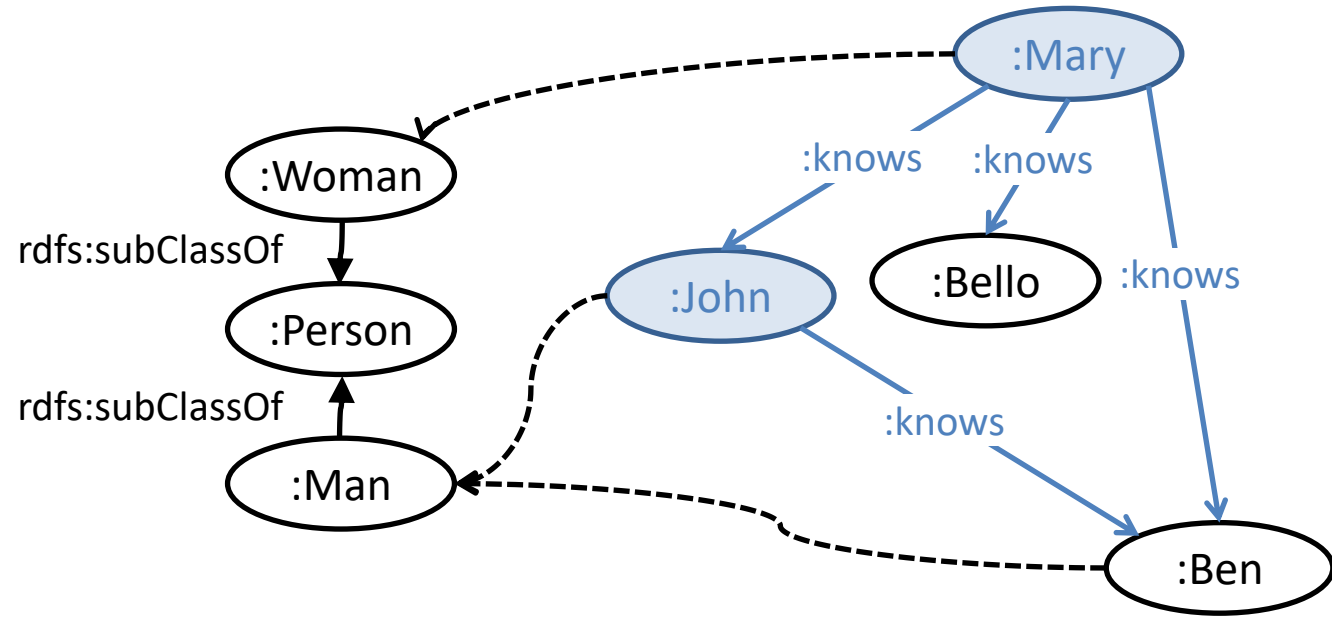 :Mary
:knows
:knows
:Woman
rdfs:subClassOf
:knows
:Bello
:John
:Person
rdfs:subClassOf
:knows
:Man
:Ben